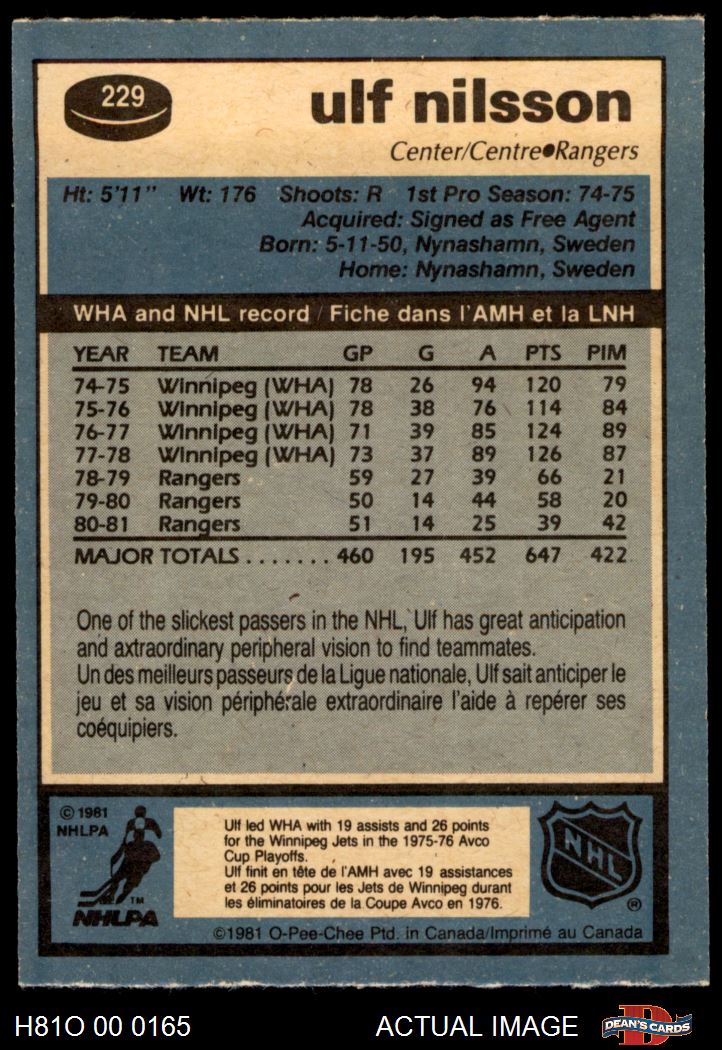 229
ulf nilsson
Center/Centre●Rangers
Ht: 5'11" Wt: 176 Shoots: R 1st Pro Season: 74-75
Acquired: Signed as Free Agent
Born: 5-11-50, Nynashamn, Sweden
Home: Nynashamn, Sweden
WHA and NHL record / Fiche dans l'AMH et la LNH
YEAR TEAM GP G A PTS PIM
74-75 Winnipeg (WHA) 78 26 94 120 79
75-76 Winnipeg (WHA) 78 38 76 114 84
76-77 Winnipeg (WHA) 71 39 85 124 89
77-78 Winnipeg (WHA) 73 37 89 126 87
78-79 Rangers 59 27 39 66 21
79-80 Rangers 50 14 44 58 20
80-81 Rangers 51 14 25 39 42
MAJOR TOTALS . . . . . . . 460 195 452 647 422
One of the slickest passers in the NHL, Ulf has great anticipation
and axtraordinary peripheral vision to find teammates.
Un des meilleurs passeurs de la Ligue nationale, Ulf sait anticiper le
jeu et sa vision périphérale extraordinaire l'aide à repérer ses
coéquipiers.
© 1981
NHLPA
TM
NHLPA
Ulf led WHA with 19 assists and 26 points
for the Winnipeg Jets in the 1975-76 Avco
Cup Playoffs.
Ulf finit en tête de l'AMH avec 19 assistances
et 26 points pour les Jets de Winnipeg durant
les éliminatoires de la Coupe Avco en 1976.
NHL
®
©1981 O-Pee-Chee Ptd. in Canada/Imprimé au Canada
H81O 00 0165
ACTUAL IMAGE
D
DEAN'S CARDS